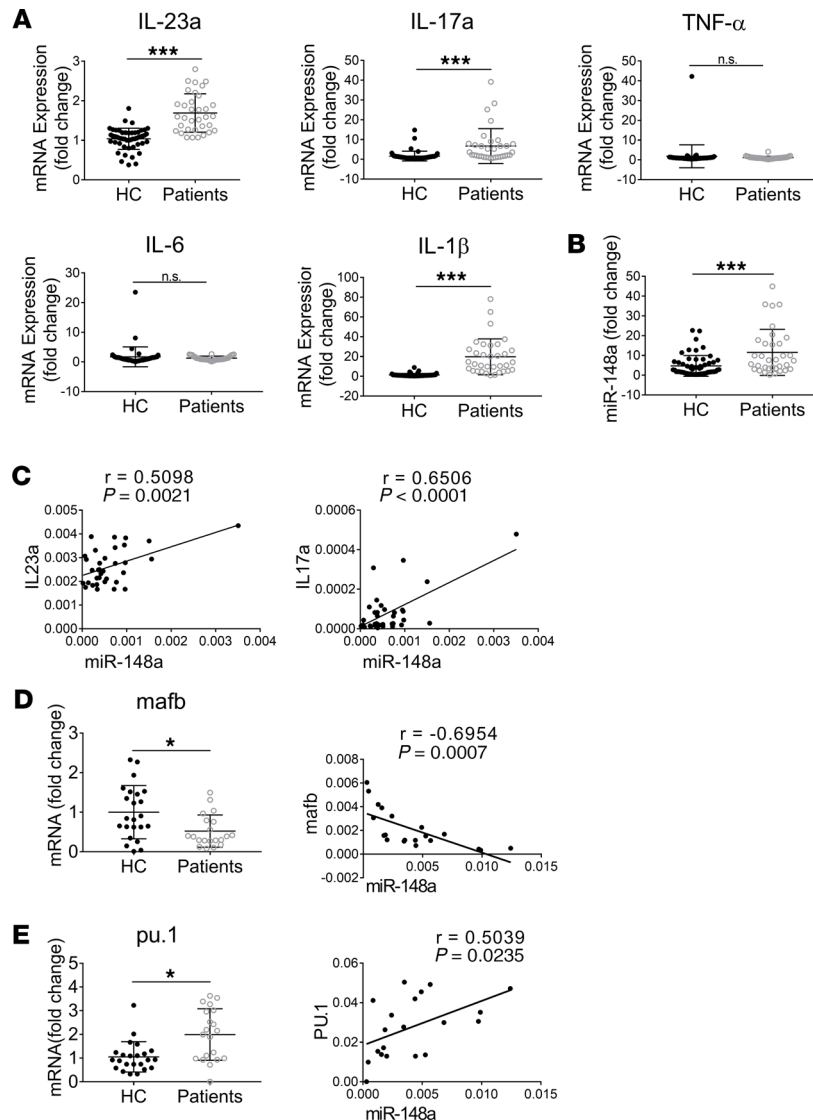 A
IL-23a
mRNA Expression
(fold change)
3
2
1
0
***
HC
Patients
IL-17a
mRNA Expression
(fold change)
50
40
30
20
10
0
-10
***
HC
Patients
TNF-α
mRNA Expression
(fold change)
50
40
30
20
10
0
-10
n.s.
HC
Patients
IL-6
mRNA Expression
(fold change)
30
20
10
0
-10
n.s.
HC
Patients
IL-1β
mRNA Expression
(fold change)
100
80
60
40
20
0
-20
***
HC
Patients
B
miR-148a (fold change)
50
40
30
20
10
0
-10
***
HC
Patients
C
r = 0.5098
P = 0.0021
IL23a
0.005
0.004
0.003
0.002
0.001
0.000
0.000 0.001 0.002 0.003 0.004
miR-148a
r = 0.6506
P < 0.0001
IL17a
0.0006
0.0004
0.0002
0.0000
0.000 0.001 0.002 0.003 0.004
miR-148a
D
mafb
mRNA (fold change)
3
2
1
0
*
HC
Patients
r = -0.6954
P = 0.0007
mafb
0.008
0.006
0.004
0.002
0.000
-0.002
0.005 0.010 0.015
miR-148a
E
pu.1
mRNA(fold change)
5
4
3
2
1
0
*
HC
Patients
r = 0.5039
P = 0.0235
PU.1
0.06
0.04
0.02
0.00
0.000 0.005 0.010 0.015
miR-148a